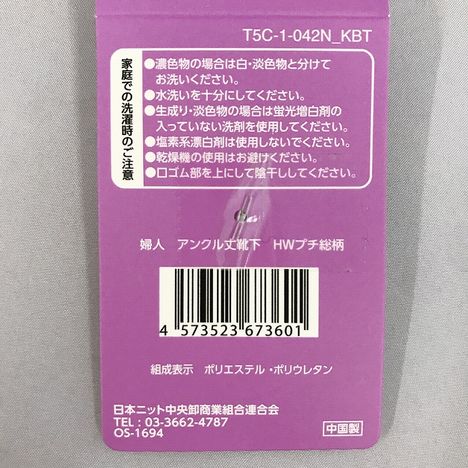 T5C-1-042N_KBT
家庭での洗濯時のご注意
●濃色物の場合は白・淡色物と分けて
お洗いください。
●水洗いを十分にしてください。
●生成り・淡色物の場合は蛍光増白剤の
入っていない洗剤を使用してください。
●塩素系漂白剤は使用しないでください。
●乾燥機の使用はお避けください。
●口ゴム部を上にして陰干ししてください。
婦人 アンクル丈靴下 HWプチ総柄
4 573523 673601
組成表示 ポリエステル・ポリウレタン
日本ニット中央卸商業組合連合会
TEL : 03-3662-4787
OS-1694
中国製